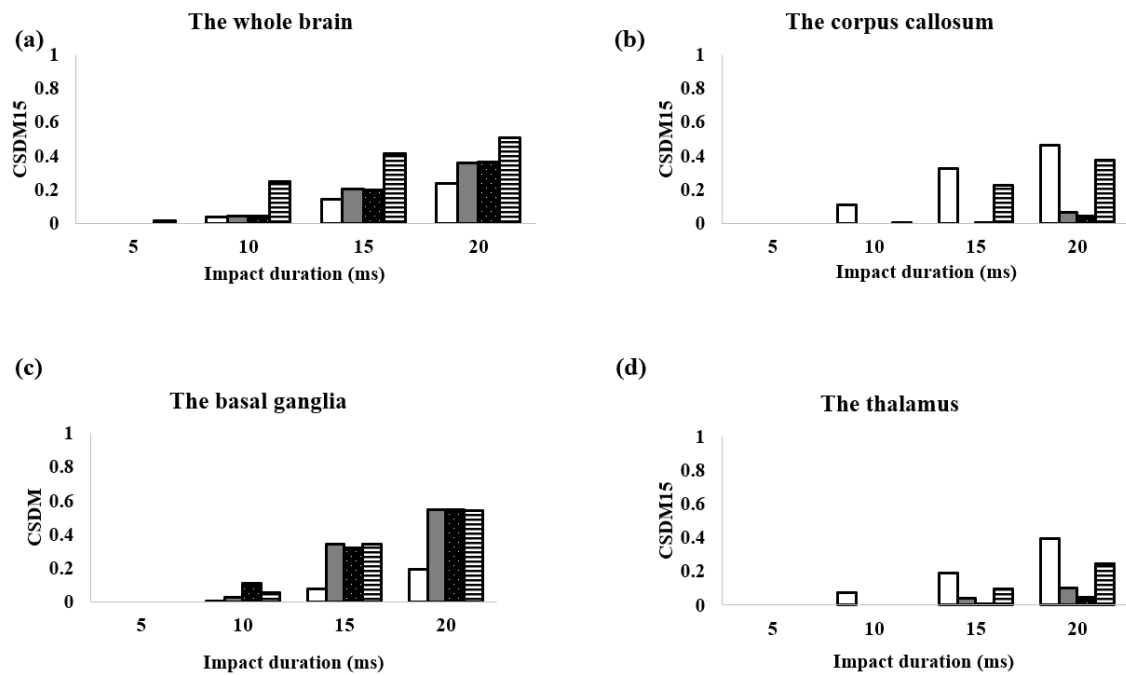 (a)
The whole brain
CSDM15
1
0.8
0.6
0.4
0.2
0
5 10 15 20
Impact duration (ms)
(b)
The corpus callosum
CSDM15
1
0.8
0.6
0.4
0.2
0
5 10 15 20
Impact duration (ms)
(c)
The basal ganglia
CSDM
1
0.8
0.6
0.4
0.2
0
5 10 15 20
Impact duration (ms)
(d)
The thalamus
CSDM15
1
0.8
0.6
0.4
0.2
0
5 10 15 20
Impact duration (ms)